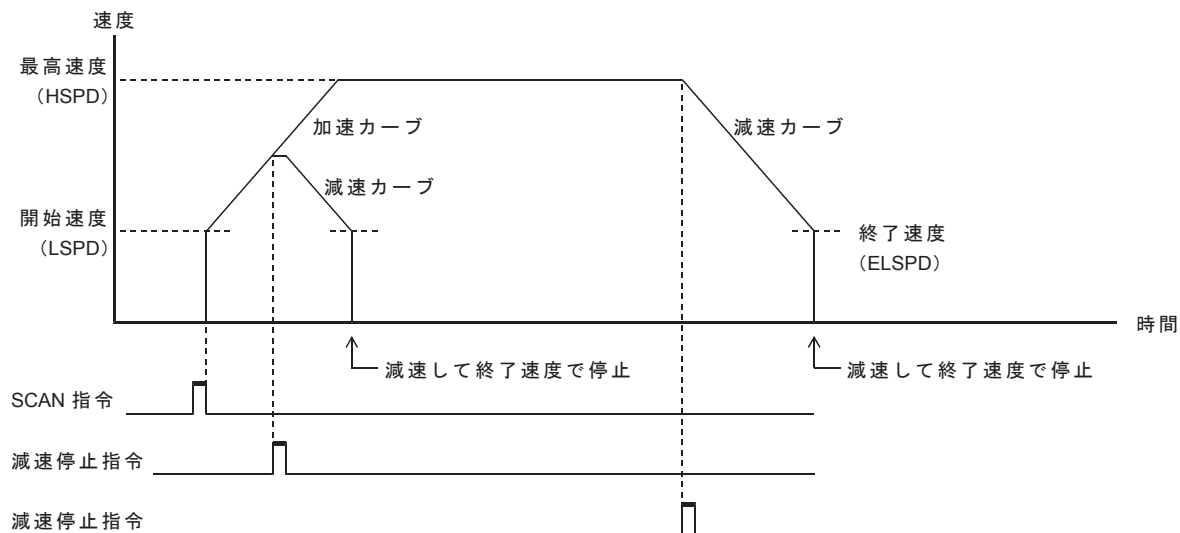 速度
最高速度
（HSPD）
加速カーブ
減速カーブ
減速カーブ
開始速度
（LSPD）
終了速度
（ELSPD）
時間
減速して終了速度で停止
減速して終了速度で停止
SCAN 指令
減速停止指令
減速停止指令